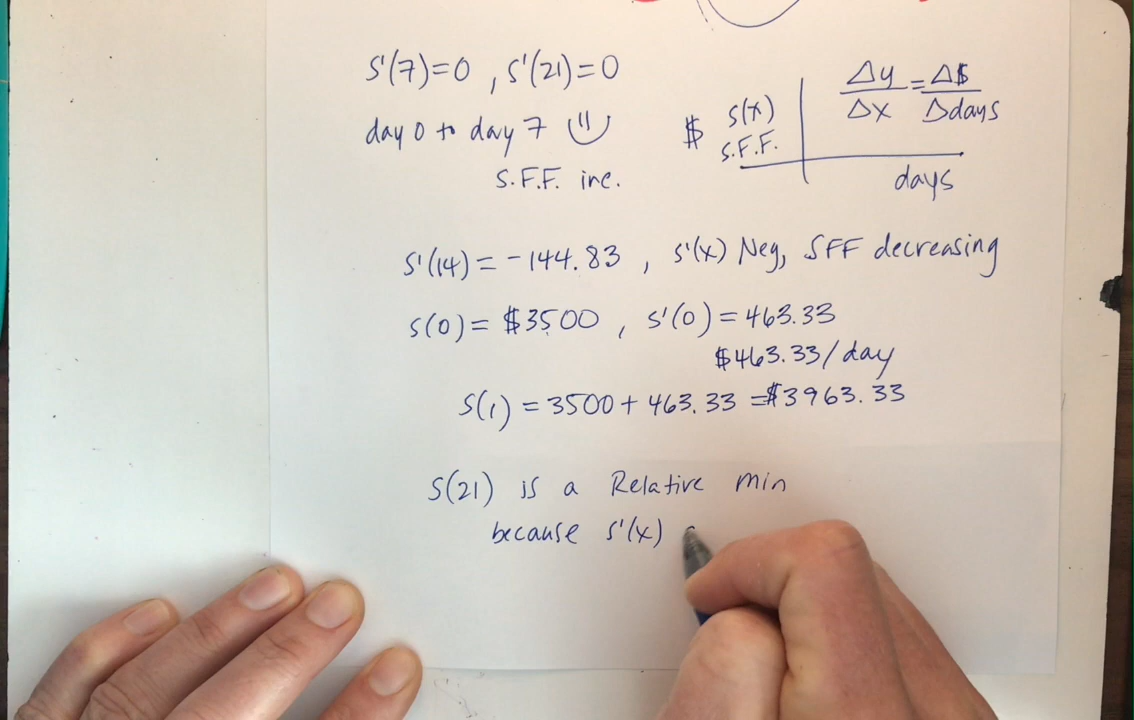 s'(7)=0 , s'(21)=0
day 0 to day 7
S.F.F. inc.
$ s(x)
S.F.F.
Δy/Δx = Δ$/Δdays
days
s'(14) = -144.83 , s'(x) Neg, SFF decreasing
s(0) = $3500 , s'(0) = 463.33
$463.33/day
s(1) = 3500 + 463.33 = $3963.33
s(21) is a Relative min
because s'(x)